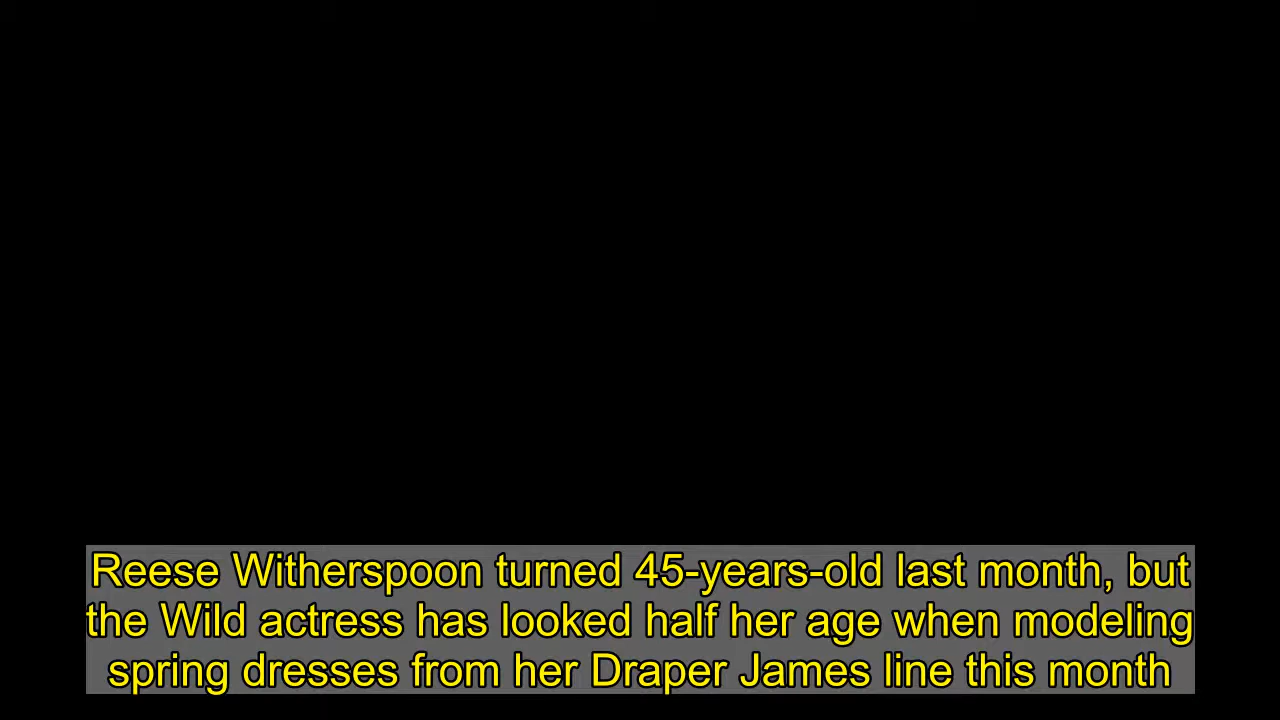 Reese Witherspoon turned 45-years-old last month, but
the Wild actress has looked half her age when modeling
spring dresses from her Draper James line this month